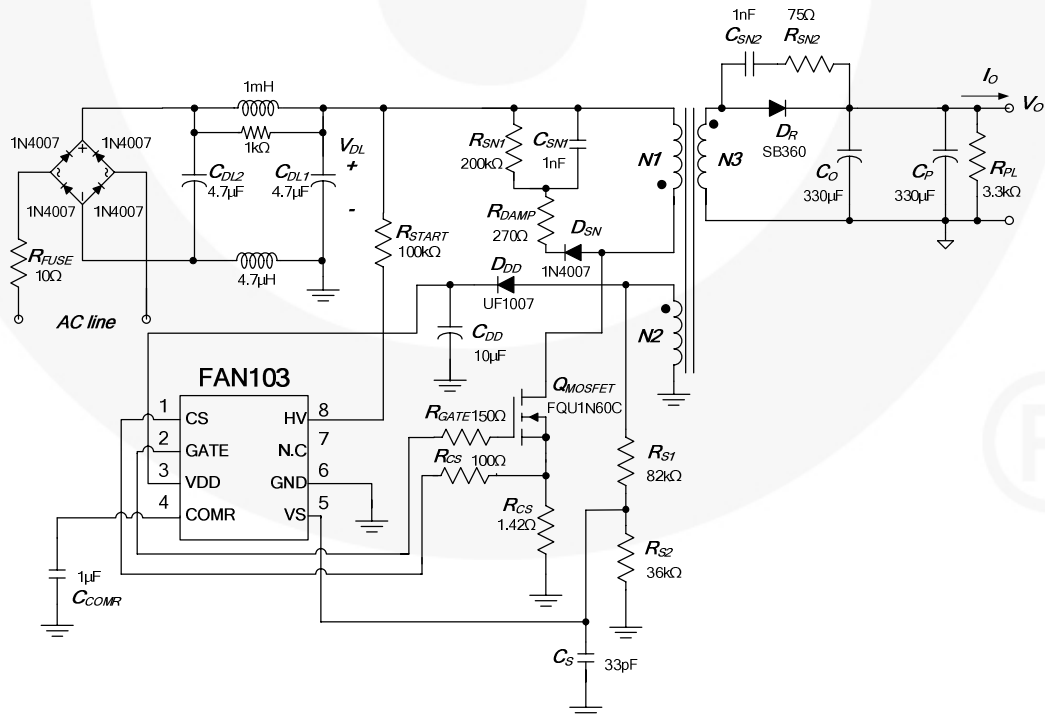 1nF
75Ω
CSN2
RSN2
IO
VO
1mH
1kΩ
1N4007
1N4007
1N4007
1N4007
CDL2
4.7µF
CDL1
4.7µF
VDL
+
-
RSN1
200kΩ
CSN1
1nF
N1
N3
DR
SB360
CO
330µF
CP
330µF
RPL
3.3kΩ
RDAMP
270Ω
DSN
1N4007
RSTART
100kΩ
RFUSE
10Ω
4.7µH
AC line
DDD
UF1007
CDD
10µF
N2
FAN103
1
CS
2
GATE
3
VDD
4
COMR
HV
8
N.C
7
GND
6
VS
5
QMOSFET
FQU1N60C
RGATE 150Ω
RCS 100Ω
RCS
1.42Ω
RS1
82kΩ
RS2
36kΩ
1µF
CCOMR
CS
33pF
R